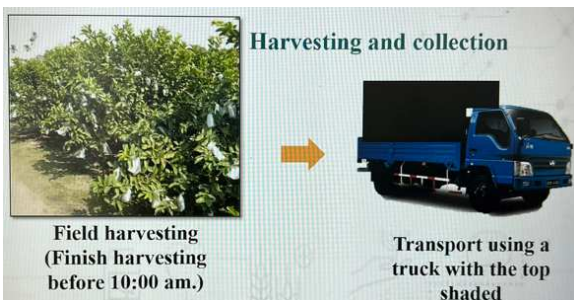 Harvesting and collection
Field harvesting
(Finish harvesting
before 10:00 am.)
Transport using a
truck with the top
shaded